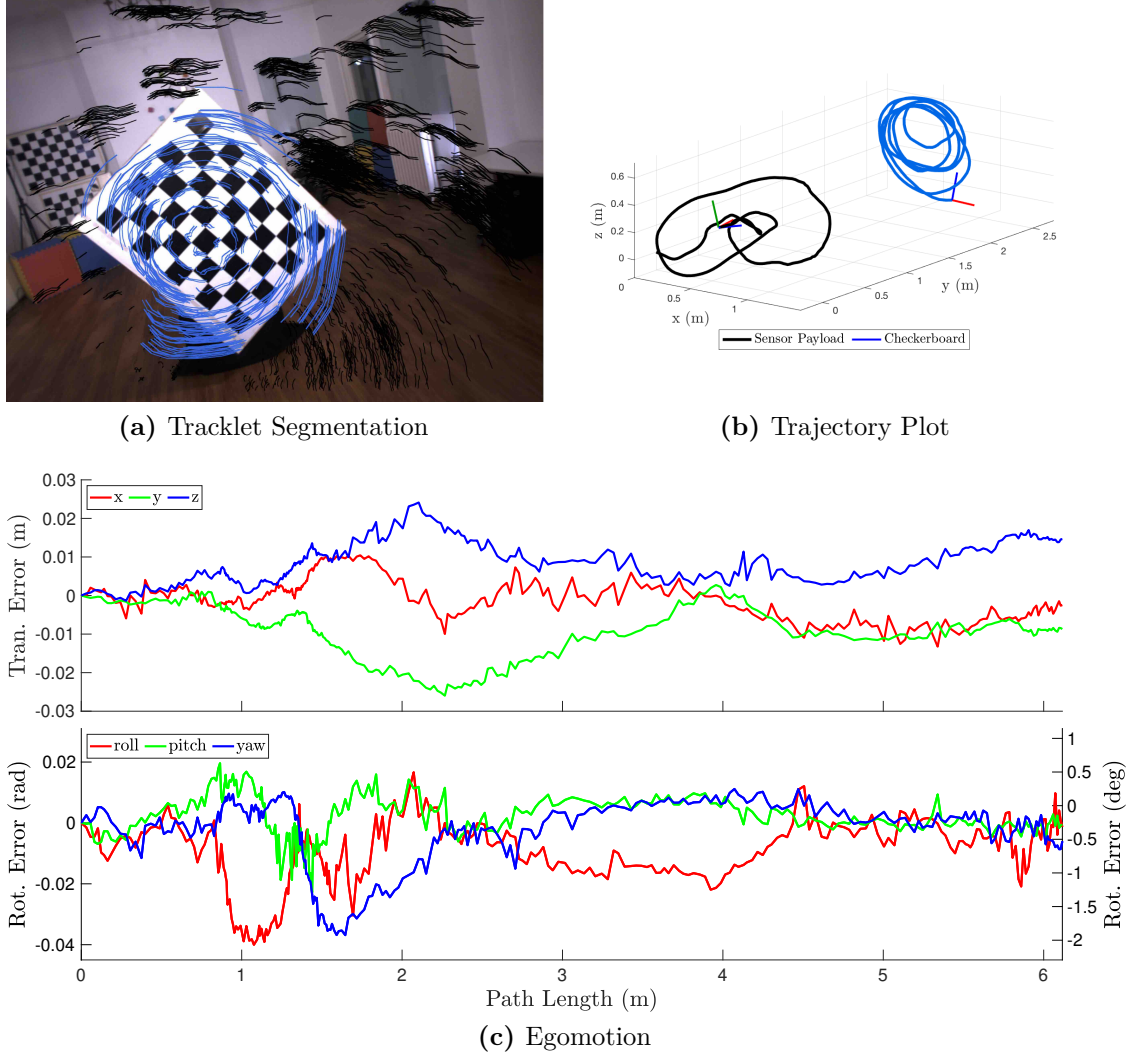 0.6
0.4
0.2
0
z (m)
0
0.5
1
x (m)
0
0.5
1
1.5
2
2.5
y (m)
Sensor Payload Checkerboard
(a) Tracklet Segmentation
(b) Trajectory Plot
0.03
0.02
0.01
0
-0.01
-0.02
-0.03
Tran. Error (m)
x y z
0.02
0
-0.02
-0.04
Rot. Error (rad)
roll pitch yaw
1
0.5
0
-0.5
-1
-1.5
-2
Rot. Error (deg)
0 1 2 3 4 5 6
Path Length (m)
(c) Egomotion